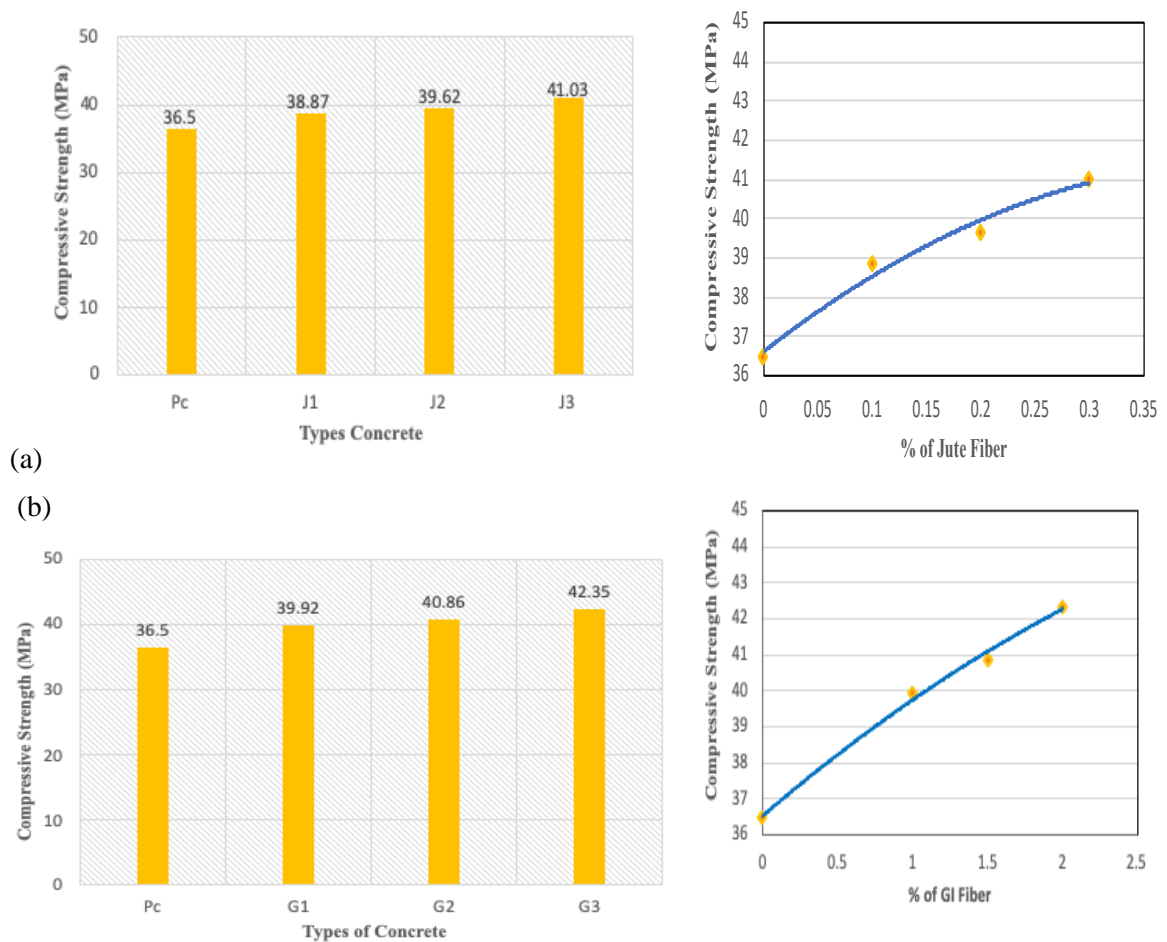 50
40
30
20
10
0
Compressive Strength (MPa)
36.5
38.87
39.62
41.03
Pc J1 J2 J3
Types Concrete
45
44
43
42
41
40
39
38
37
36
Compressive Strength (MPa)
0 0.05 0.1 0.15 0.2 0.25 0.3 0.35
% of Jute Fiber
(a)
(b)
50
40
30
20
10
0
Compressive Strength (MPa)
36.5
39.92
40.86
42.35
Pc G1 G2 G3
Types of Concrete
45
44
43
42
41
40
39
38
37
36
Compressive Strength (MPa)
0 0.5 1 1.5 2 2.5
% of GI Fiber